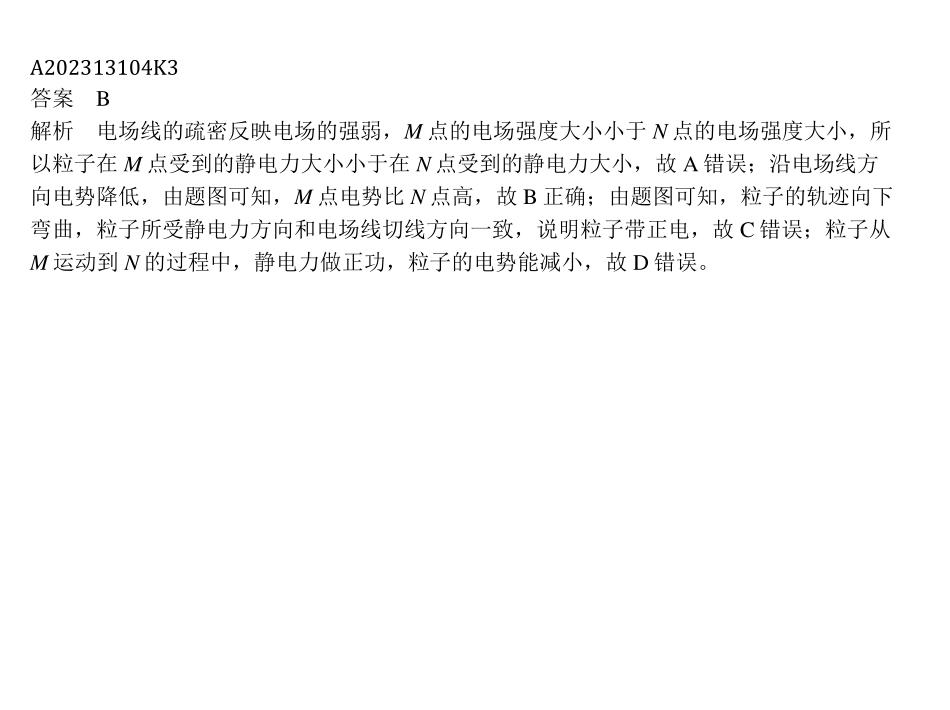 A202313104K3
答案 B
解析 电场线的疏密反映电场的强弱，M 点的电场强度大小小于 N 点的电场强度大小，所
以粒子在 M 点受到的静电力大小小于在 N 点受到的静电力大小，故 A 错误；沿电场线方
向电势降低，由题图可知，M 点电势比 N 点高，故 B 正确；由题图可知，粒子的轨迹向下
弯曲，粒子所受静电力方向和电场线切线方向一致，说明粒子带正电，故 C 错误；粒子从
M 运动到 N 的过程中，静电力做正功，粒子的电势能减小，故 D 错误。